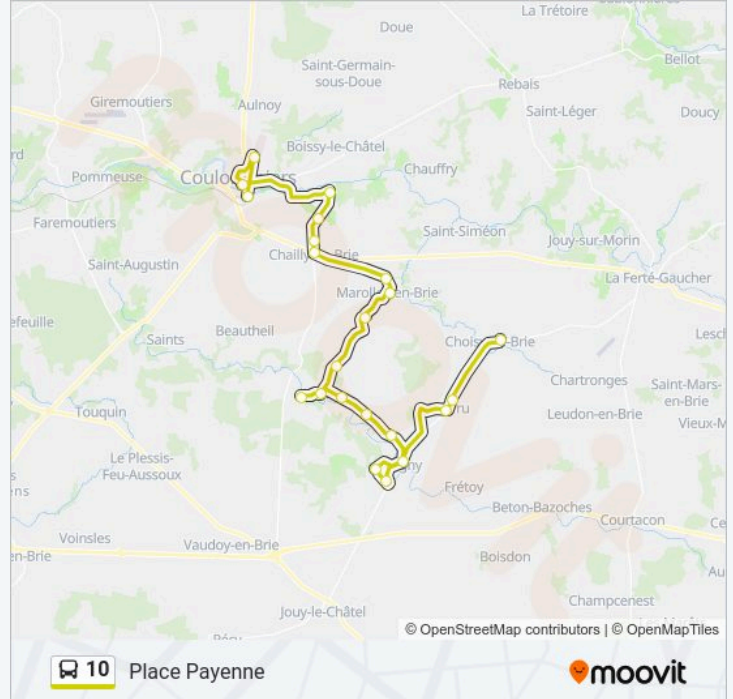 La Trétoire
Doue
Saint-Germain-
sous-Doue
Bellot
Rebais
Giremoutiers
Aulnoy
Saint-Léger
Doucy
Boissy-le-Châtel
Chauffry
Pommeuse
Faremoutiers
Saint-Siméon
Jouy-sur-Morin
Saint-Augustin
La Ferté-Gaucher
Beautheil
Saints
Chartronges
Saint-Mars-
en-Brie
Touquin
Leudon-en-Brie
Le Plessis-
Feu-Aussoux
Frétoy
Beton-Bazoches
Courtacon
Voinsles
Vaudoy-en-Brie
Boisdon
Champcenest
Jouy-le-Châtel
© OpenStreetMap contributors | © OpenMapTiles
10 Place Payenne
moovit